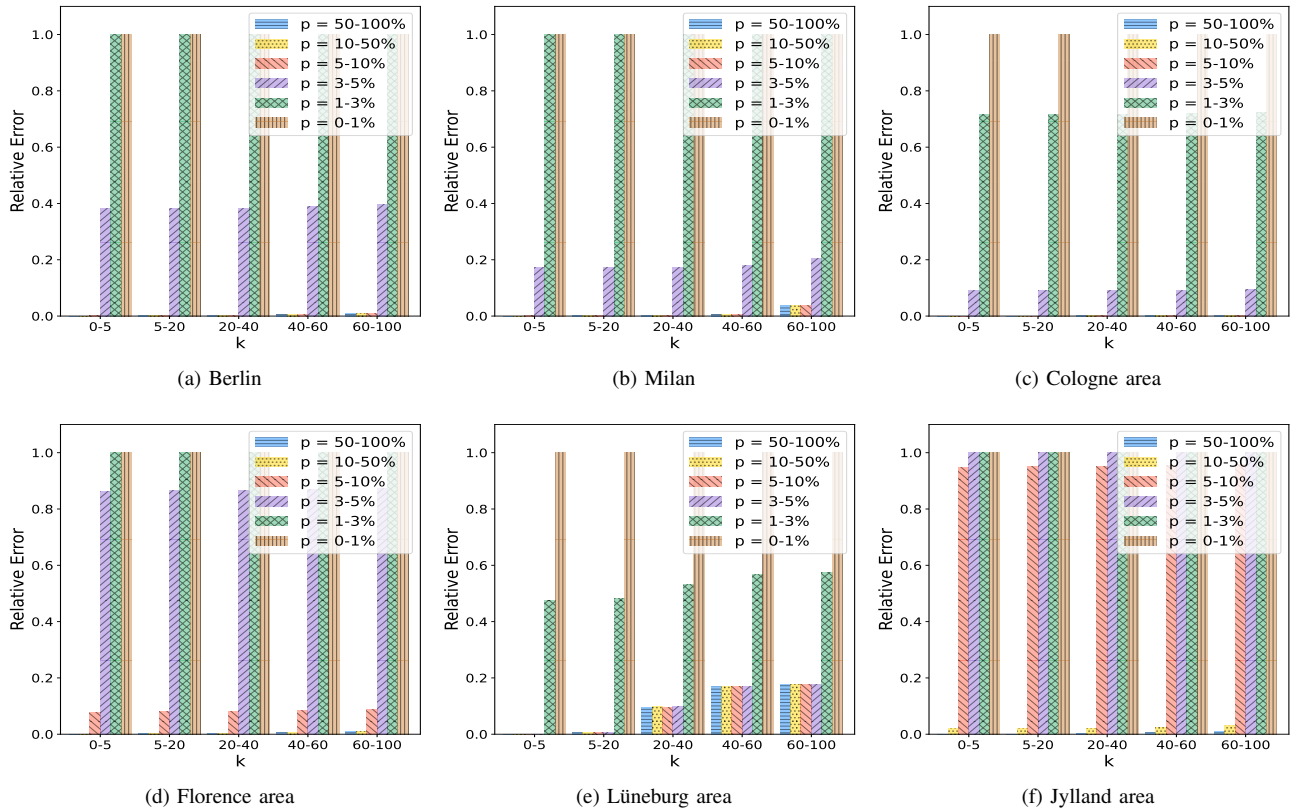 1.0
0.8
0.6
0.4
0.2
0.0
Relative Error
0-5 5-20 20-40 40-60 60-100
k
p = 50-100%
p = 10-50%
p = 5-10%
p = 3-5%
p = 1-3%
p = 0-1%
(a) Berlin
1.0
0.8
0.6
0.4
0.2
0.0
Relative Error
0-5 5-20 20-40 40-60 60-100
k
p = 50-100%
p = 10-50%
p = 5-10%
p = 3-5%
p = 1-3%
p = 0-1%
(b) Milan
1.0
0.8
0.6
0.4
0.2
0.0
Relative Error
0-5 5-20 20-40 40-60 60-100
k
p = 50-100%
p = 10-50%
p = 5-10%
p = 3-5%
p = 1-3%
p = 0-1%
(c) Cologne area
1.0
0.8
0.6
0.4
0.2
0.0
Relative Error
0-5 5-20 20-40 40-60 60-100
k
p = 50-100%
p = 10-50%
p = 5-10%
p = 3-5%
p = 1-3%
p = 0-1%
(d) Florence area
1.0
0.8
0.6
0.4
0.2
0.0
Relative Error
0-5 5-20 20-40 40-60 60-100
k
p = 50-100%
p = 10-50%
p = 5-10%
p = 3-5%
p = 1-3%
p = 0-1%
(e) Lüneburg area
1.0
0.8
0.6
0.4
0.2
0.0
Relative Error
0-5 5-20 20-40 40-60 60-100
k
p = 50-100%
p = 10-50%
p = 5-10%
p = 3-5%
p = 1-3%
p = 0-1%
(f) Jylland area